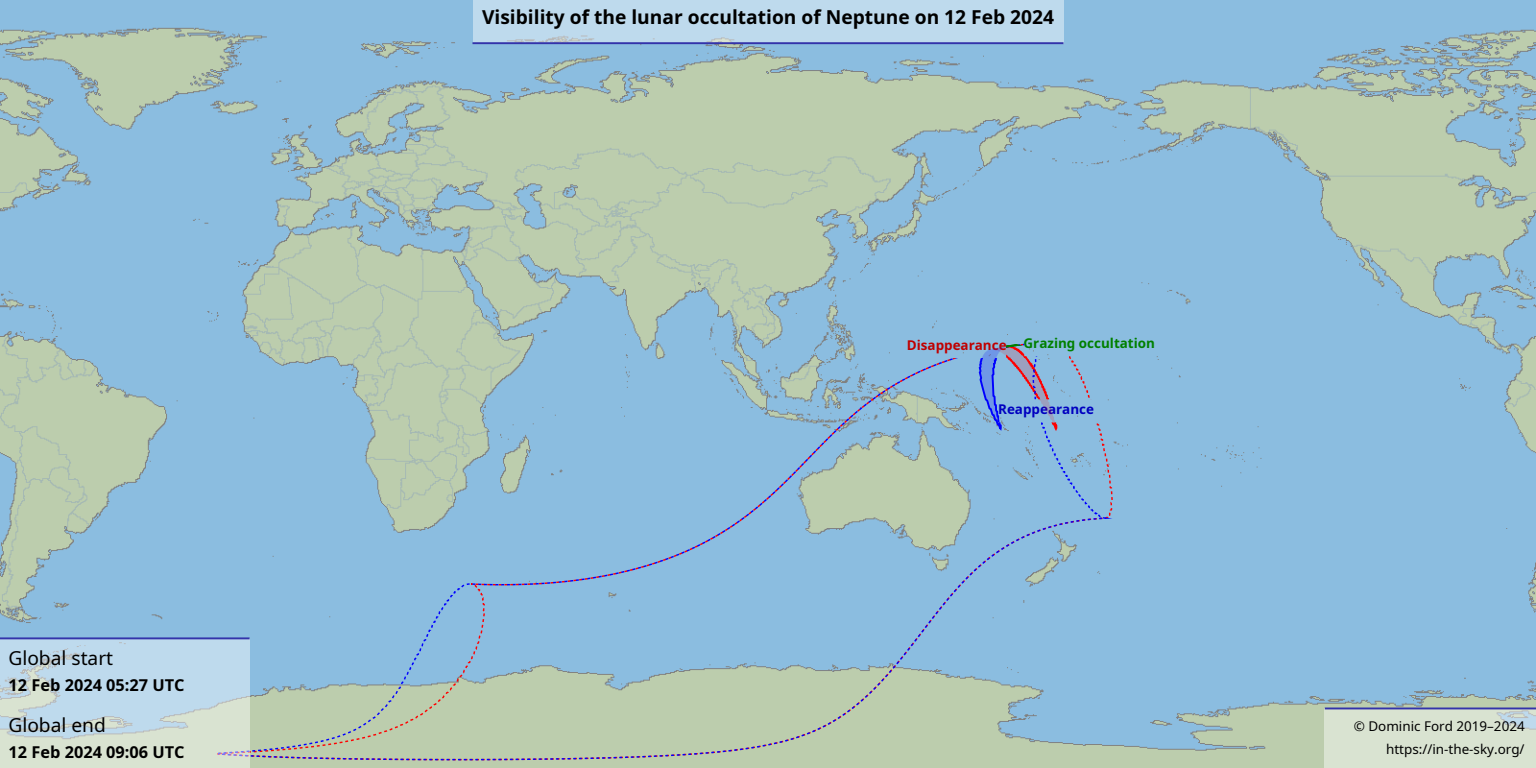 Visibility of the lunar occultation of Neptune on 12 Feb 2024
Disappearance
Grazing occultation
Reappearance
Global start
12 Feb 2024 05:27 UTC
Global end
12 Feb 2024 09:06 UTC
© Dominic Ford 2019–2024
https://in-the-sky.org/